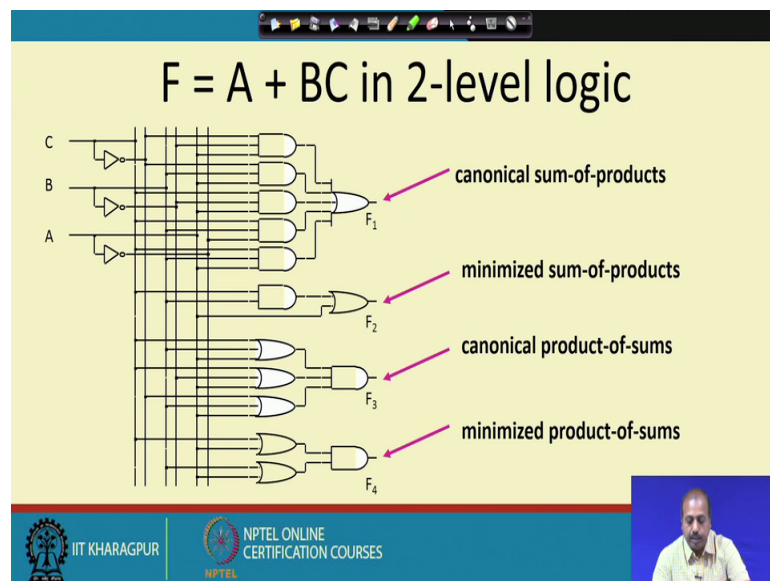 F = A + BC in 2-level logic
C
B
A
F1
F2
F3
F4
canonical sum-of-products
minimized sum-of-products
canonical product-of-sums
minimized product-of-sums
IIT KHARAGPUR
NPTEL
NPTEL ONLINE
CERTIFICATION COURSES